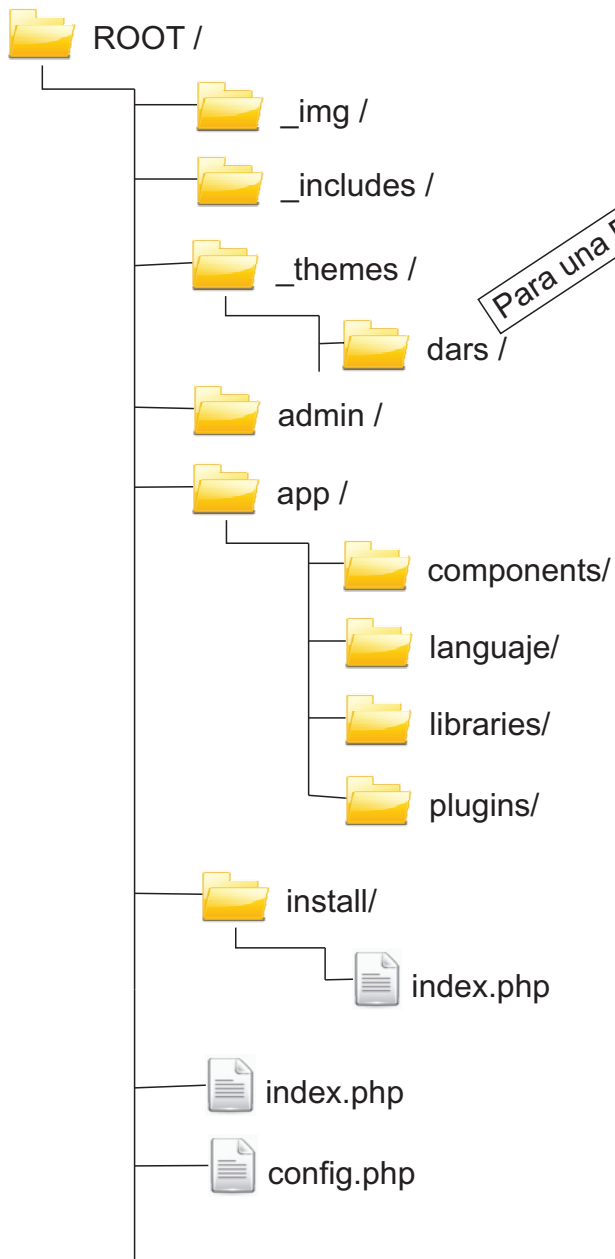 ROOT /
_img /
_includes /
_themes /
Para una
dars /
admin /
app /
components/
languaje/
libraries/
plugins/
install/
index.php
index.php
config.php